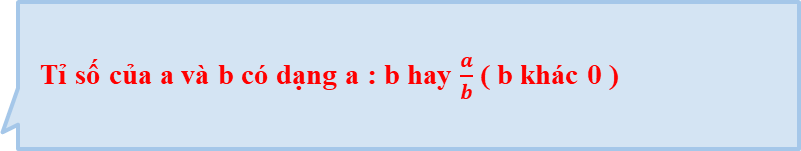 Tỉ số của a và b có dạng a : b hay a/b ( b khác 0 )